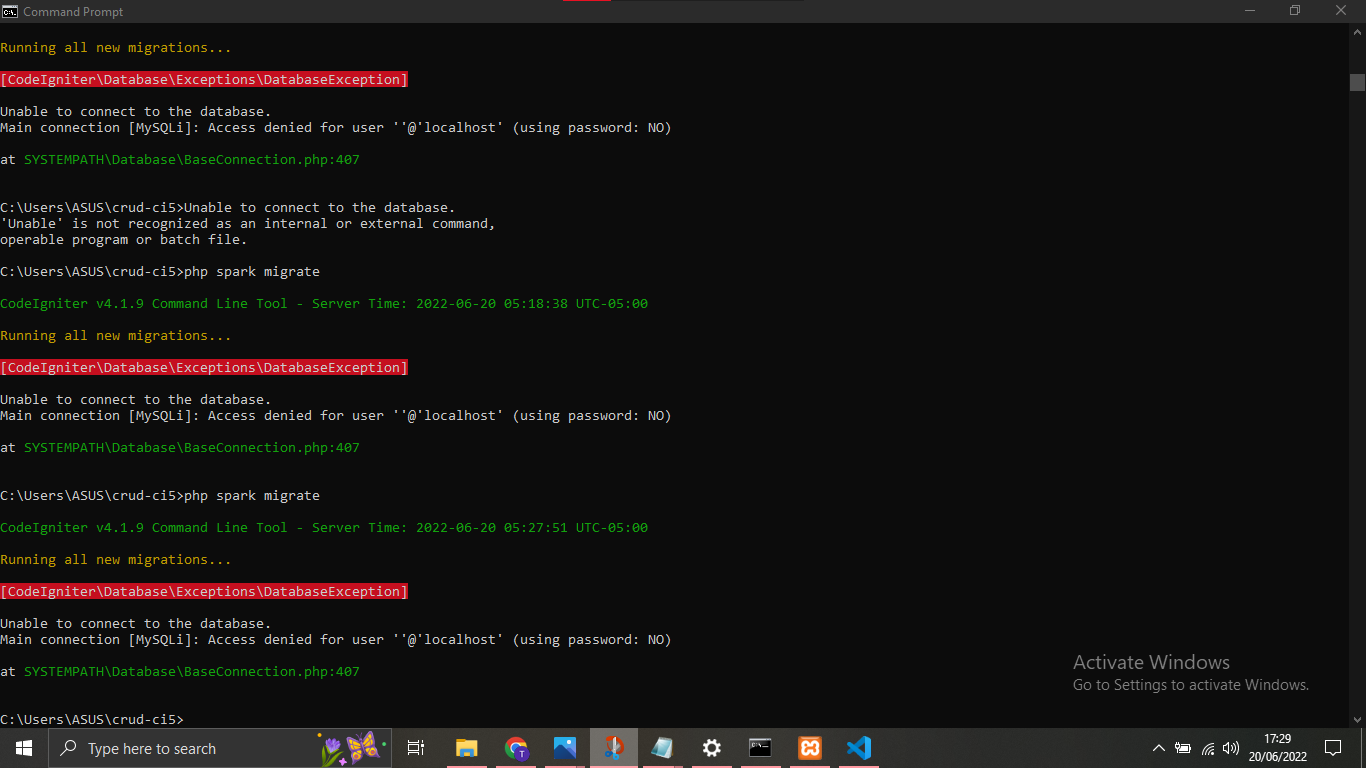 Command Prompt
Running all new migrations...
[CodeIgniter\Database\Exceptions\DatabaseException]
Unable to connect to the database.
Main connection [MySQLi]: Access denied for user ''@'localhost' (using password: NO)
at SYSTEMPATH\Database\BaseConnection.php:407
C:\Users\ASUS\crud-ci5>Unable to connect to the database.
'Unable' is not recognized as an internal or external command,
operable program or batch file.
C:\Users\ASUS\crud-ci5>php spark migrate
CodeIgniter v4.1.9 Command Line Tool - Server Time: 2022-06-20 05:18:38 UTC-05:00
Running all new migrations...
[CodeIgniter\Database\Exceptions\DatabaseException]
Unable to connect to the database.
Main connection [MySQLi]: Access denied for user ''@'localhost' (using password: NO)
at SYSTEMPATH\Database\BaseConnection.php:407
C:\Users\ASUS\crud-ci5>php spark migrate
CodeIgniter v4.1.9 Command Line Tool - Server Time: 2022-06-20 05:27:51 UTC-05:00
Running all new migrations...
[CodeIgniter\Database\Exceptions\DatabaseException]
Unable to connect to the database.
Main connection [MySQLi]: Access denied for user ''@'localhost' (using password: NO)
at SYSTEMPATH\Database\BaseConnection.php:407
C:\Users\ASUS\crud-ci5>
Activate Windows
Go to Settings to activate Windows.
Type here to search
T
17:29
20/06/2022